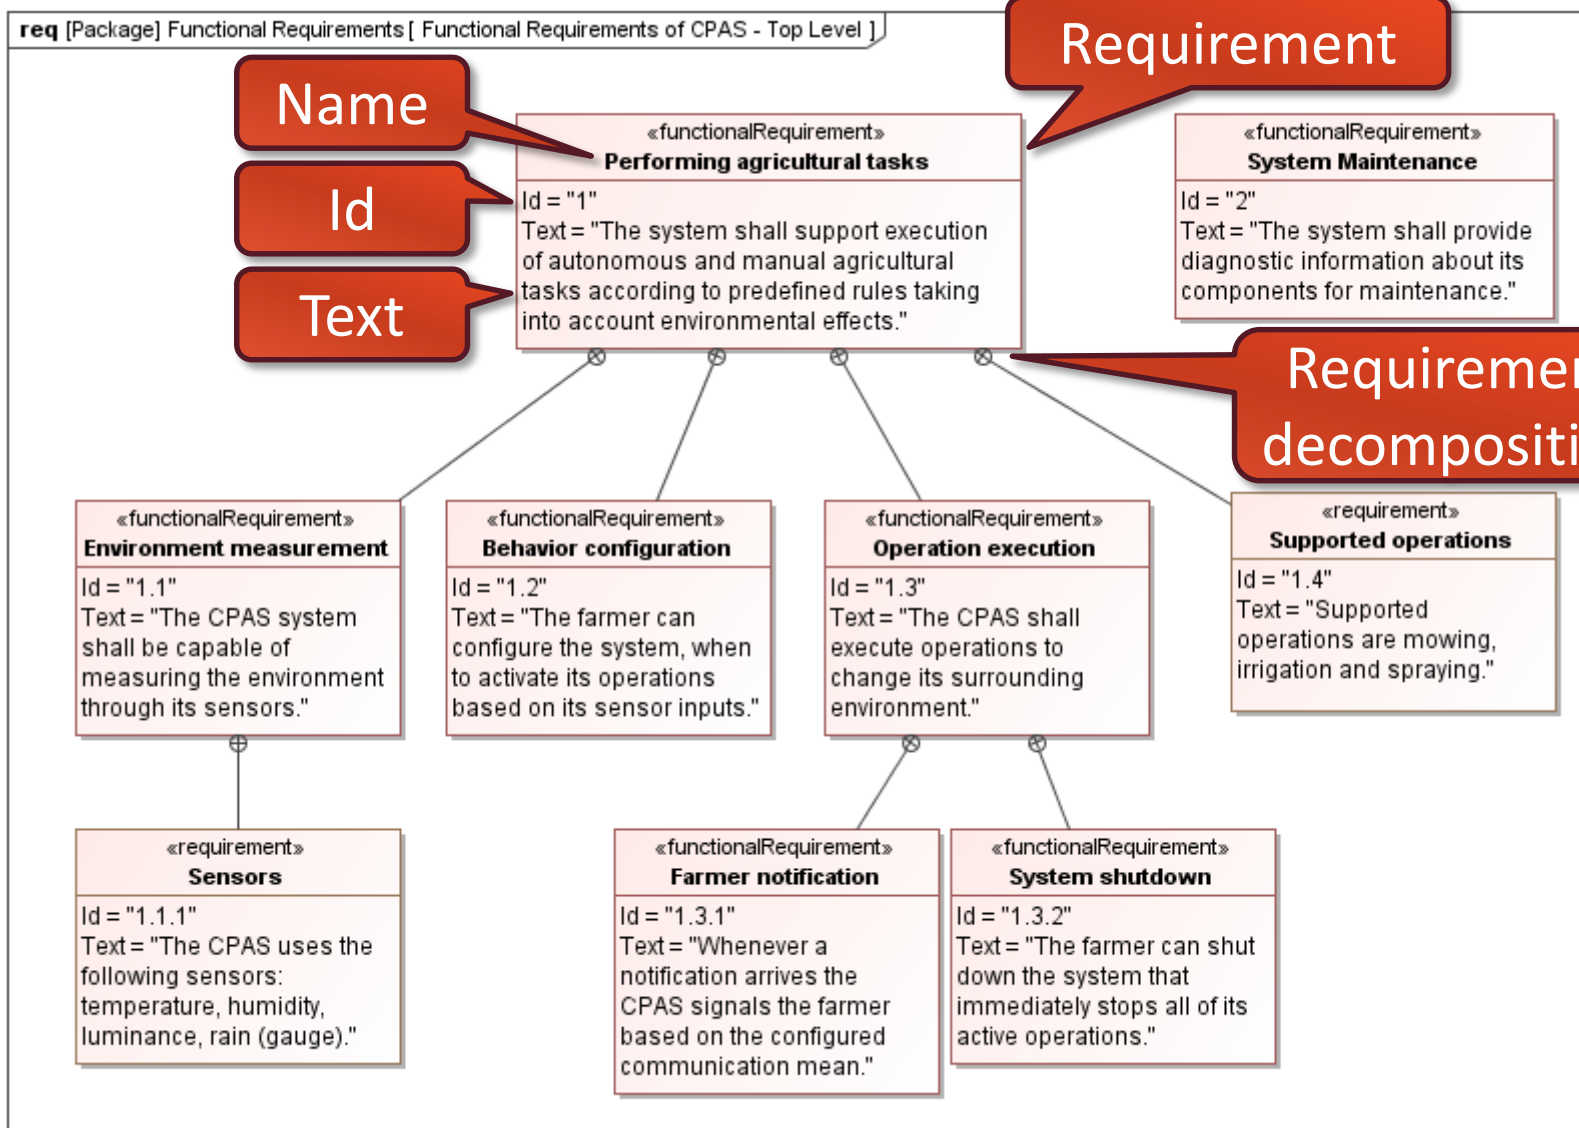 req [Package] Functional Requirements [ Functional Requirements of CPAS - Top Level ]
Requirement
Name
Id
Text
«functionalRequirement»
Performing agricultural tasks
Id = "1"
Text = "The system shall support execution
of autonomous and manual agricultural
tasks according to predefined rules taking
into account environmental effects."
«functionalRequirement»
System Maintenance
Id = "2"
Text = "The system shall provide
diagnostic information about its
components for maintenance."
Requiremen
decompositi
«functionalRequirement»
Environment measurement
Id = "1.1"
Text = "The CPAS system
shall be capable of
measuring the environment
through its sensors."
«functionalRequirement»
Behavior configuration
Id = "1.2"
Text = "The farmer can
configure the system, when
to activate its operations
based on its sensor inputs."
«functionalRequirement»
Operation execution
Id = "1.3"
Text = "The CPAS shall
execute operations to
change its surrounding
environment."
«requirement»
Supported operations
Id = "1.4"
Text = "Supported
operations are mowing,
irrigation and spraying."
«requirement»
Sensors
Id = "1.1.1"
Text = "The CPAS uses the
following sensors:
temperature, humidity,
luminance, rain (gauge)."
«functionalRequirement»
Farmer notification
Id = "1.3.1"
Text = "Whenever a
notification arrives the
CPAS signals the farmer
based on the configured
communication mean."
«functionalRequirement»
System shutdown
Id = "1.3.2"
Text = "The farmer can shut
down the system that
immediately stops all of its
active operations."